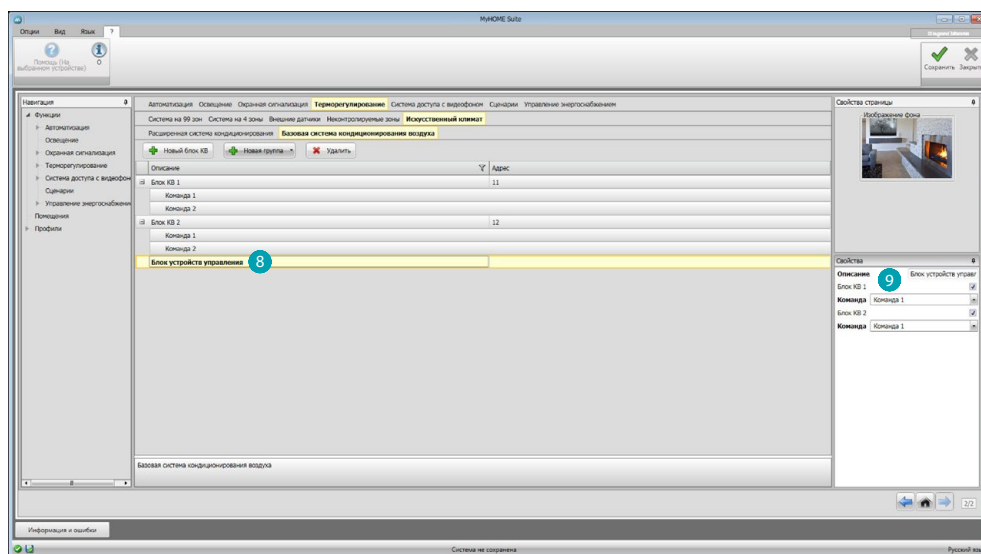 MyHOME Suite
Опции Вид Язык ?
Помощь (На выбранном устройстве)
О
Сохранить Закрыть
Навигация
Функции
Автоматизация
Освещение
Охранная сигнализация
Терморегулирование
Система доступа с видеофон
Сценарии
Управление энергоснабжени
Помещения
Профили
Автоматизация Освещение Охранная сигнализация Терморегулирование Система доступа с видеофоном Сценарии Управление энергоснабжением
Система на 99 зон Система на 4 зоны Внешние датчики Неконтролируемые зоны Искусственный климат
Расширенная система кондиционирования Базовая система кондиционирования воздуха
Новый блок КВ Новая группа Удалить
Описание Адрес
Блок КВ 1 11
Команда 1
Команда 2
Блок КВ 2 12
Команда 1
Команда 2
Блок устройств управления 8
Базовая система кондиционирования воздуха
Свойства страницы
Изображение фона
Свойства
Описание 9 Блок устройств управл
Блок КВ 1
Команда Команда 1
Блок КВ 2
Команда Команда 1
2/2
Информация и ошибки
Система не сохранена
Русский язы